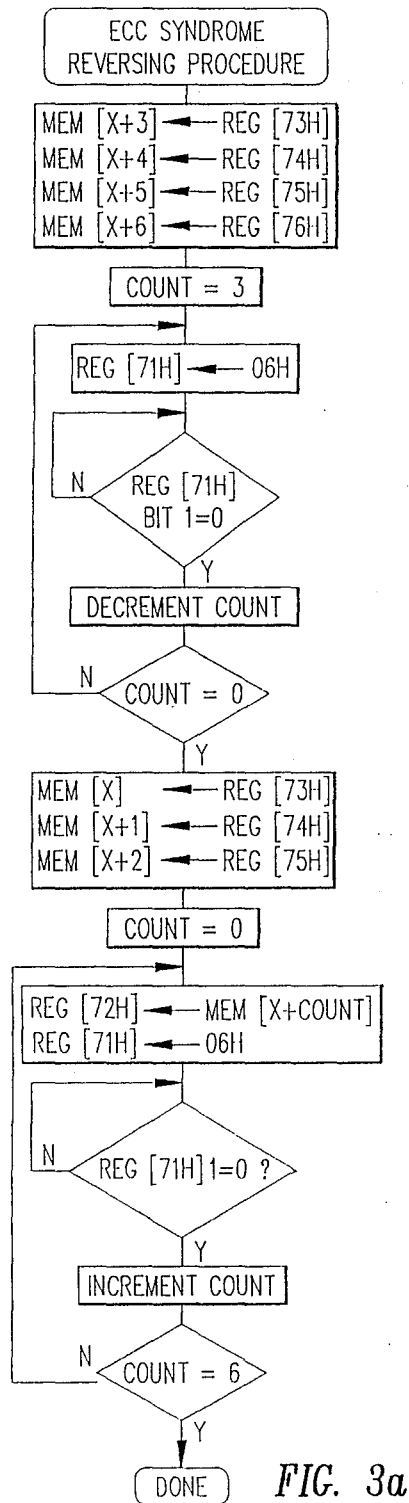 ECC SYNDROME
REVERSING PROCEDURE
MEM [X+3] ← REG [73H]
MEM [X+4] ← REG [74H]
MEM [X+5] ← REG [75H]
MEM [X+6] ← REG [76H]
COUNT = 3
REG [71H] ← 06H
N
REG [71H]
BIT 1=0
Y
DECREMENT COUNT
N
COUNT = 0
Y
MEM [X] ← REG [73H]
MEM [X+1] ← REG [74H]
MEM [X+2] ← REG [75H]
COUNT = 0
REG [72H] ← MEM [X+COUNT]
REG [71H] ← 06H
N
REG [71H] 1=0 ?
Y
INCREMENT COUNT
N
COUNT = 6
Y
DONE
FIG. 3a